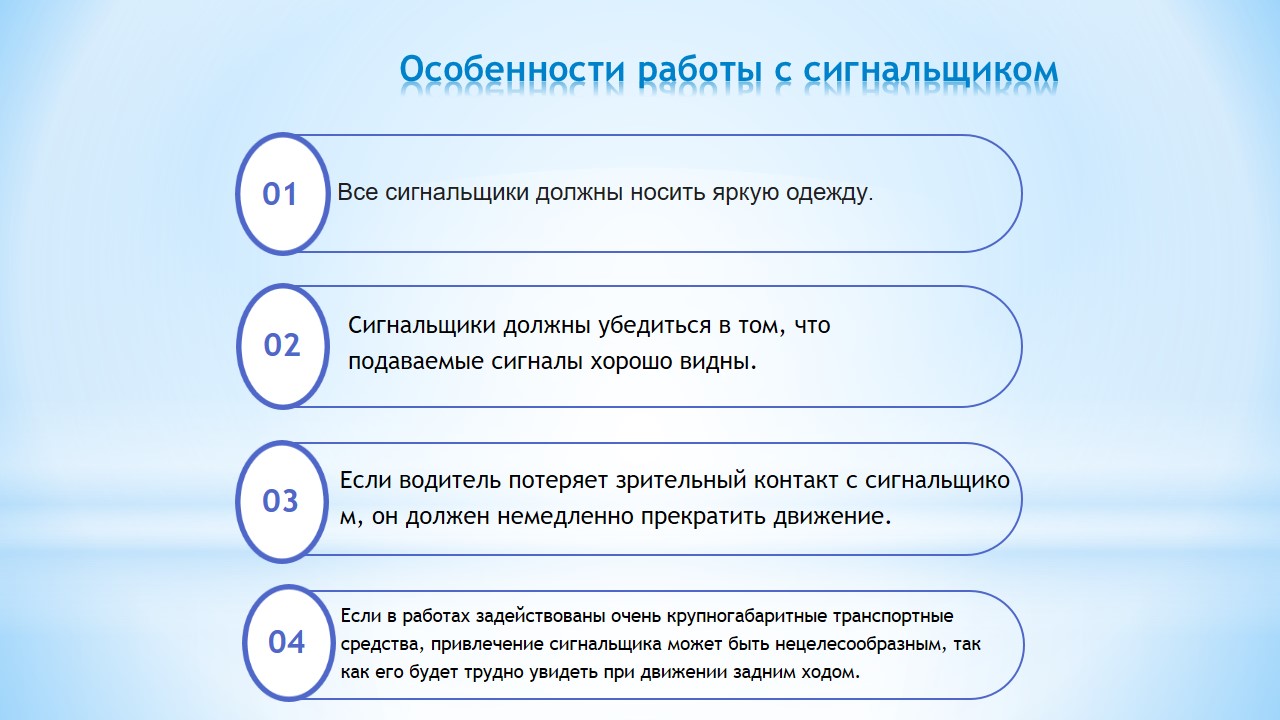 Особенности работы с сигнальщиком
01
Все сигнальщики должны носить яркую одежду.
02
Сигнальщики должны убедиться в том, что
подаваемые сигналы хорошо видны.
03
Если водитель потеряет зрительный контакт с сигнальщико
м, он должен немедленно прекратить движение.
04
Если в работах задействованы очень крупногабаритные транспортные
средства, привлечение сигнальщика может быть нецелесообразным, так
как его будет трудно увидеть при движении задним ходом.